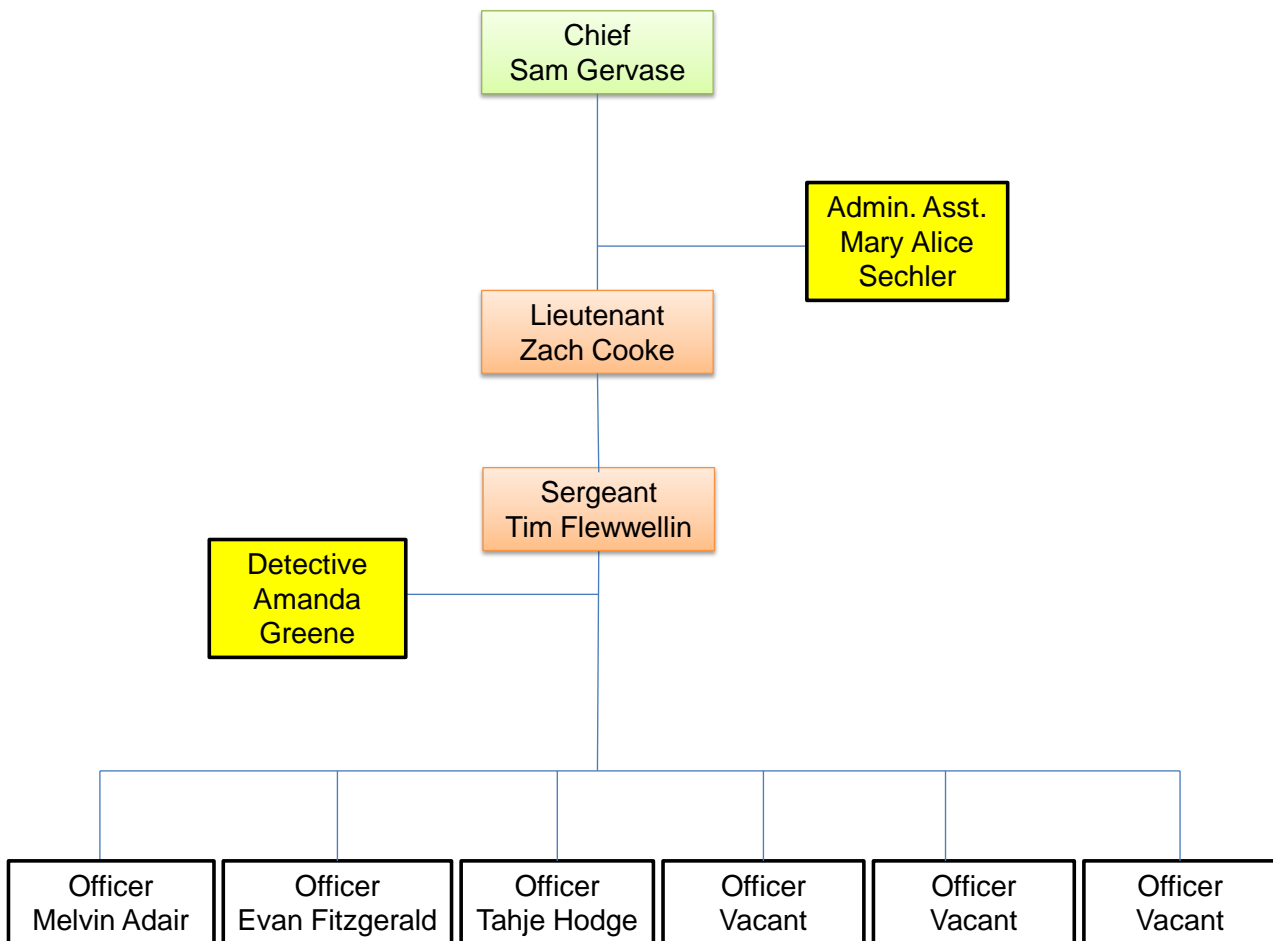 Chief
Sam Gervase
Admin. Asst.
Mary Alice
Sechler
Lieutenant
Zach Cooke
Sergeant
Tim Flewwellin
Detective
Amanda
Greene
Officer
Melvin Adair
Officer
Evan Fitzgerald
Officer
Tahje Hodge
Officer
Vacant
Officer
Vacant
Officer
Vacant